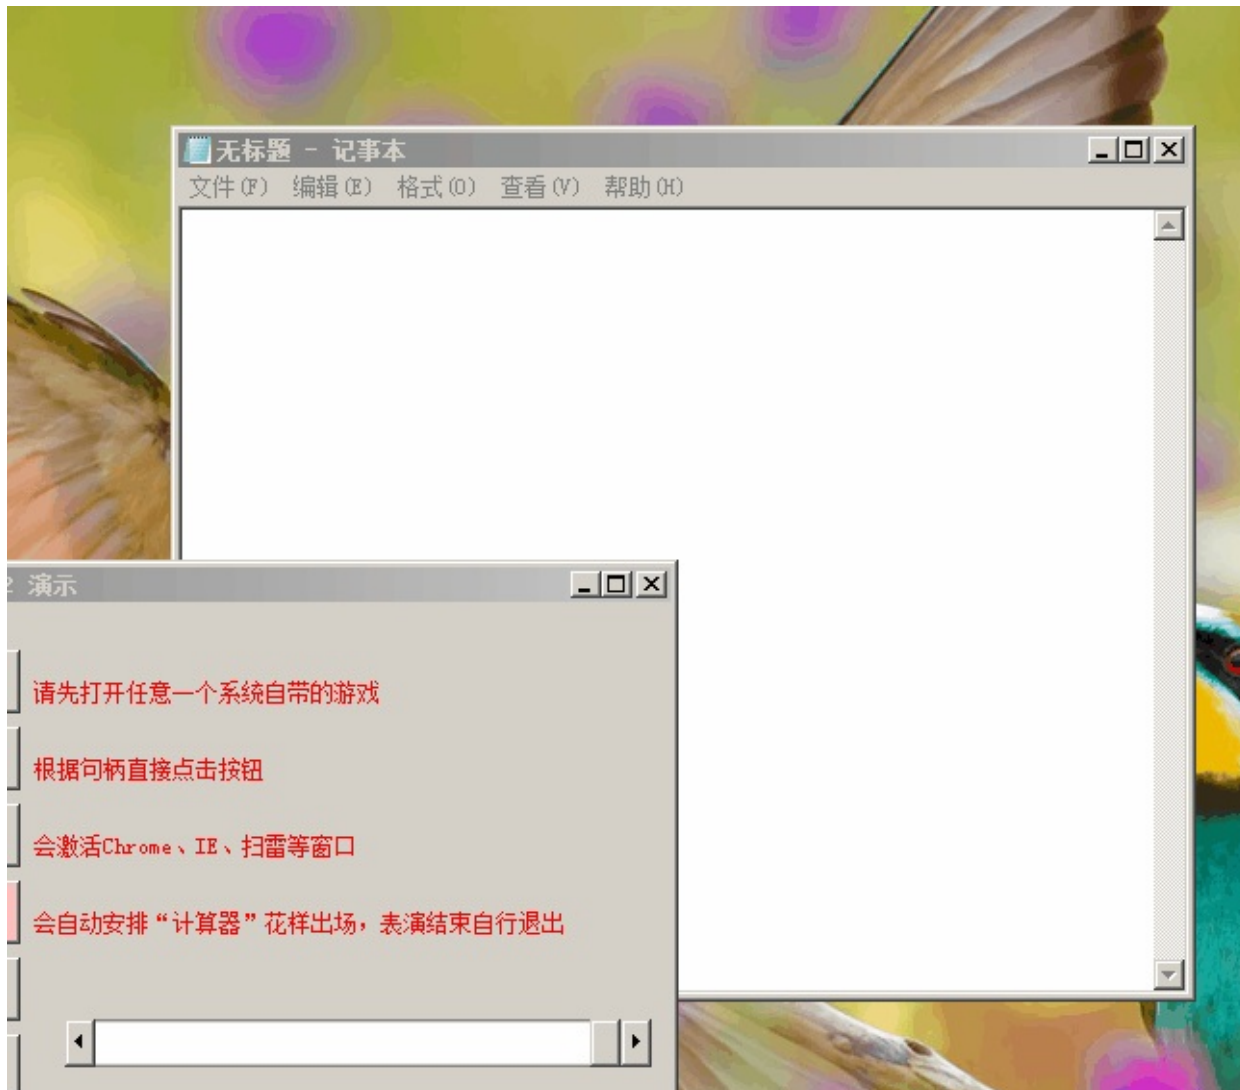 无标题 - 记事本
文件(F) 编辑(E) 格式(O) 查看(V) 帮助(H)
2 演示
请先打开任意一个系统自带的游戏
根据句柄直接点击按钮
会激活Chrome、IE、扫雷等窗口
会自动安排“计算器”花样出场，表演结束自行退出